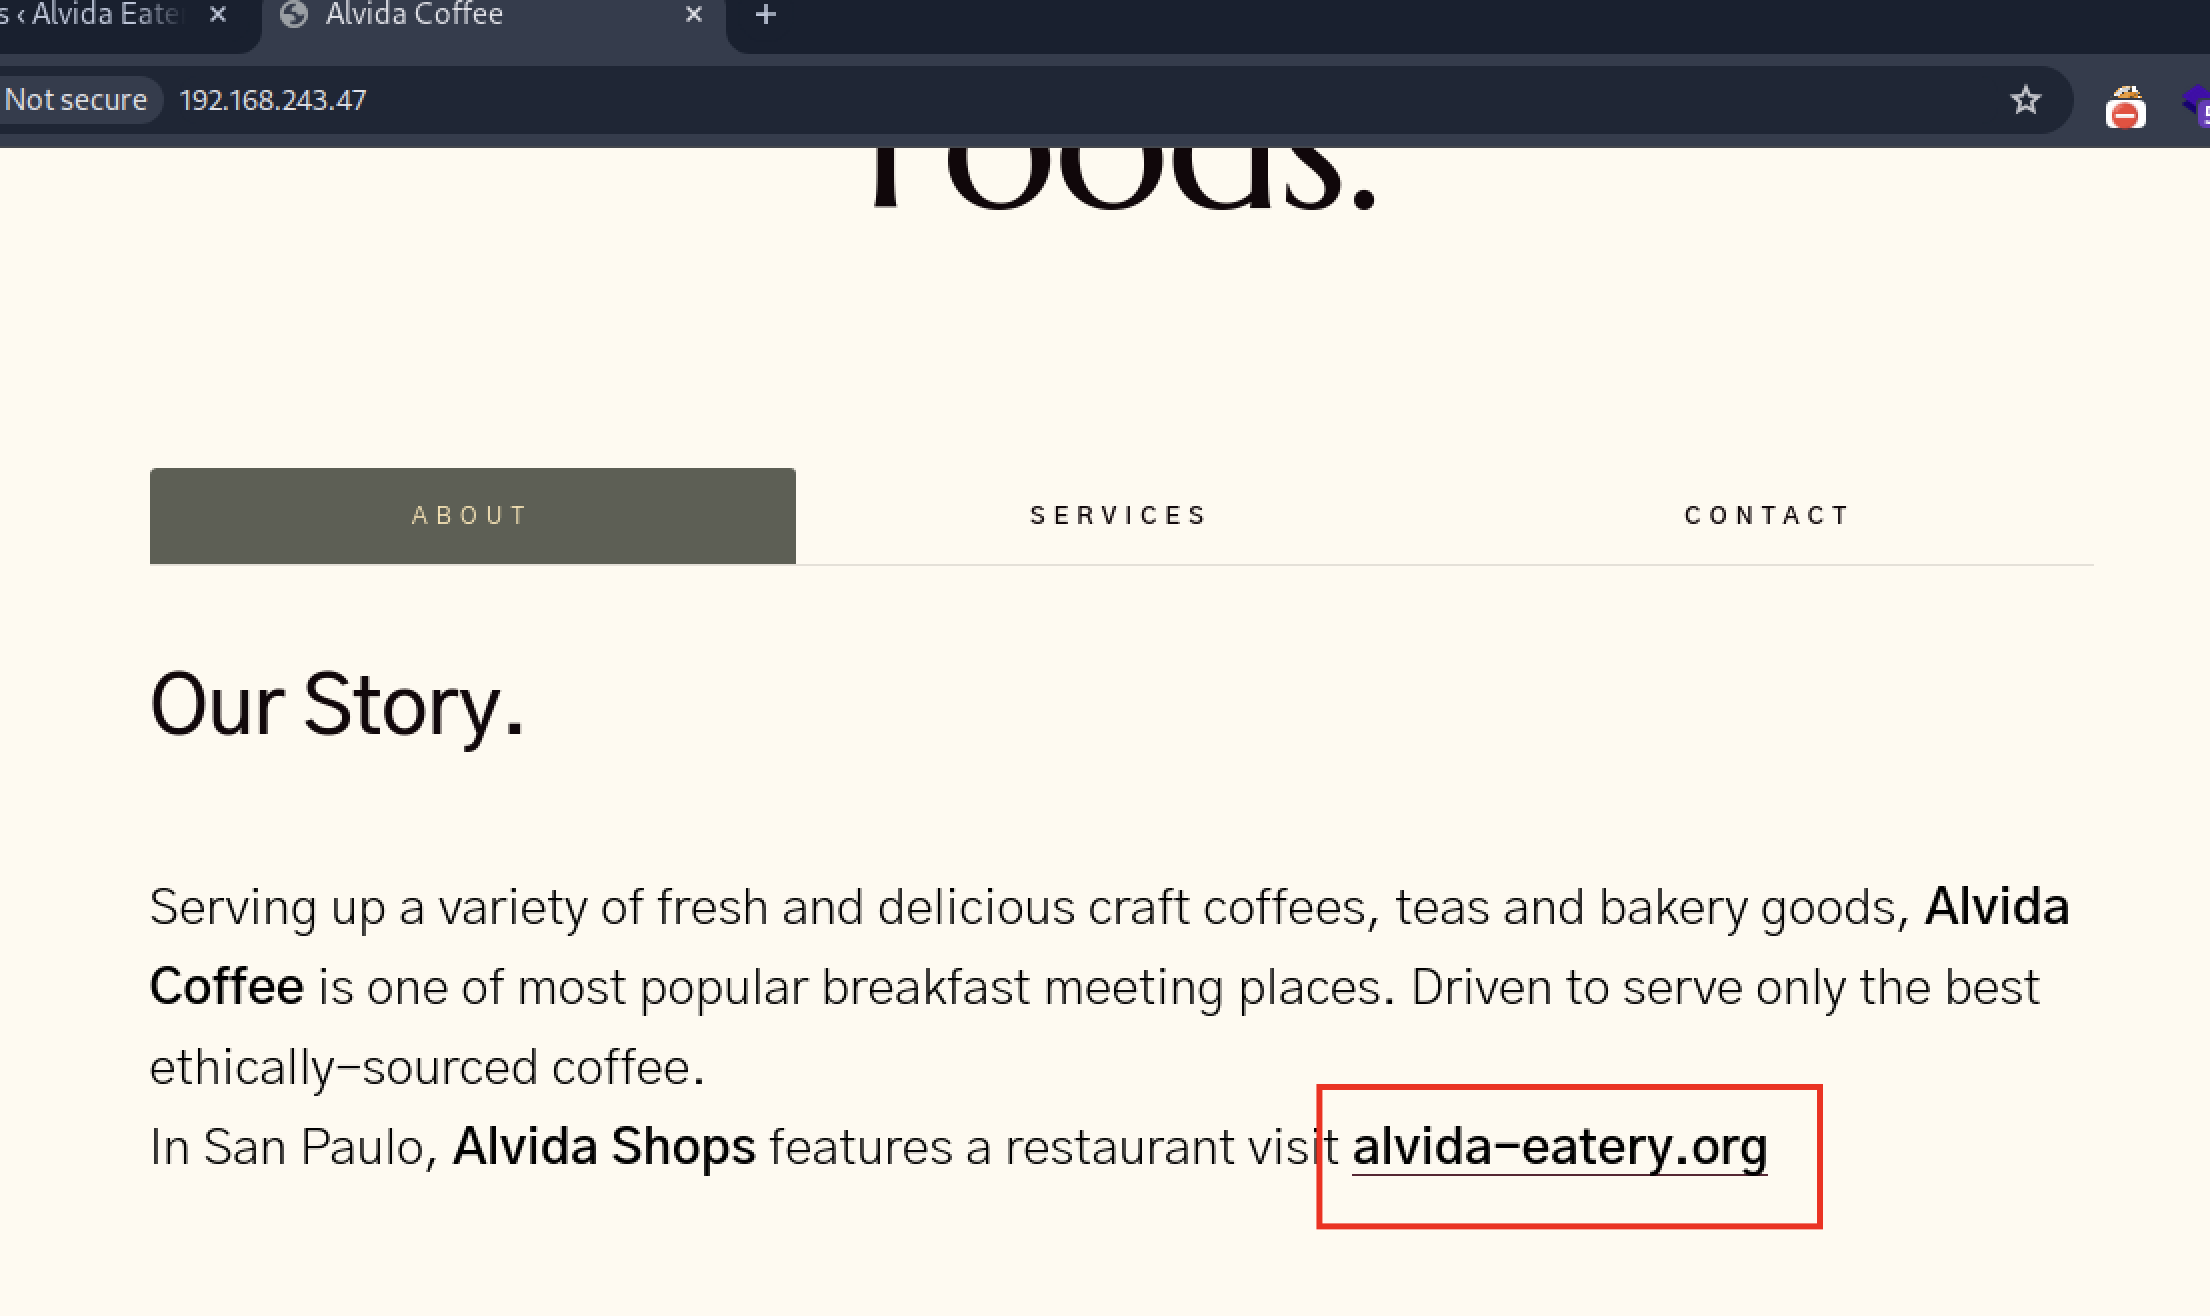 s ‹ Alvida Eate
Alvida Coffee
Not secure 192.168.243.47
Foods.
ABOUT SERVICES CONTACT
Our Story.
Serving up a variety of fresh and delicious craft coffees, teas and bakery goods, Alvida
Coffee is one of most popular breakfast meeting places. Driven to serve only the best
ethically-sourced coffee.
In San Paulo, Alvida Shops features a restaurant visit alvida-eatery.org